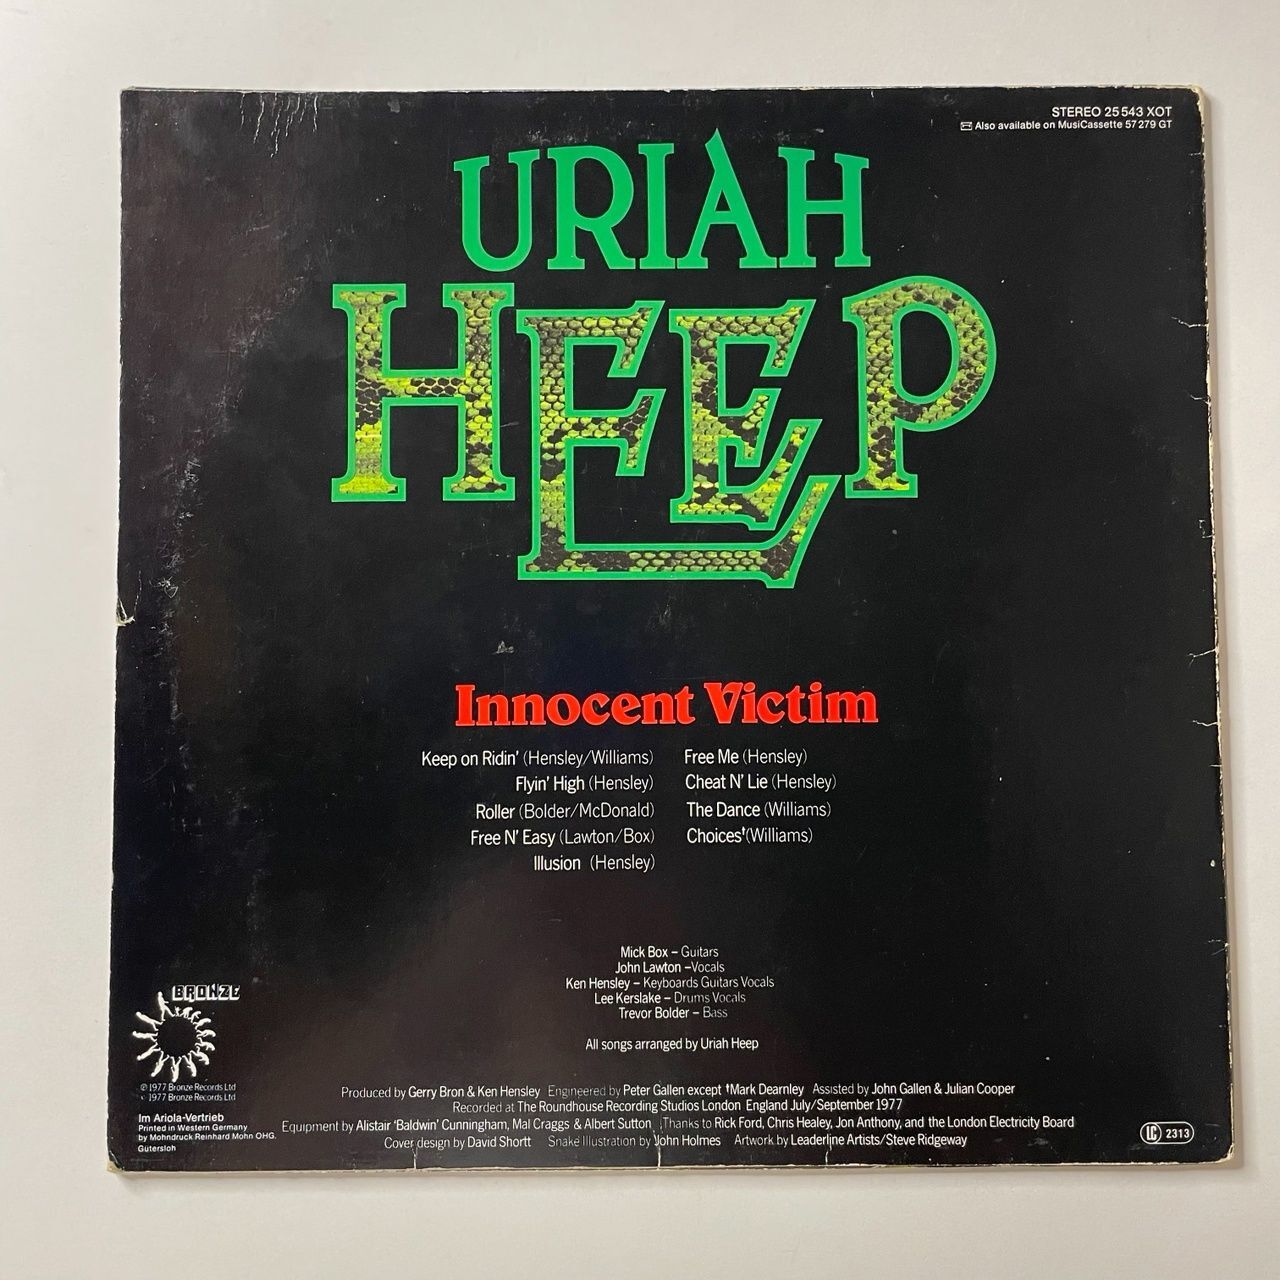 STEREO 25 543 XOT
Also available on MusiCassette 57 279 GT
URIAH
HEEP
Innocent Victim
Keep on Ridin' (Hensley/Williams)
Flyin' High (Hensley)
Roller (Bolder/McDonald)
Free N' Easy (Lawton/Box)
Illusion (Hensley)
Free Me (Hensley)
Cheat N' Lie (Hensley)
The Dance (Williams)
Choices† (Williams)
Mick Box – Guitars
John Lawton –Vocals
Ken Hensley – Keyboards Guitars Vocals
Lee Kerslake – Drums Vocals
Trevor Bolder – Bass
All songs arranged by Uriah Heep
BRONZE
℗ 1977 Bronze Records Ltd
© 1977 Bronze Records Ltd
Im Ariola-Vertrieb
Printed in Western Germany
by Mohndruck Reinhard Mohn OHG.
Gütersloh
Produced by Gerry Bron & Ken Hensley Engineered by Peter Gallen except †Mark Dearnley Assisted by John Gallen & Julian Cooper
Recorded at The Roundhouse Recording Studios London England July/September 1977
Equipment by Alistair 'Baldwin' Cunningham, Mal Craggs & Albert Sutton Thanks to Rick Ford, Chris Healey, Jon Anthony, and the London Electricity Board
Cover design by David Shortt Snake Illustration by John Holmes Artwork by Leaderline Artists/Steve Ridgeway
LC 2313